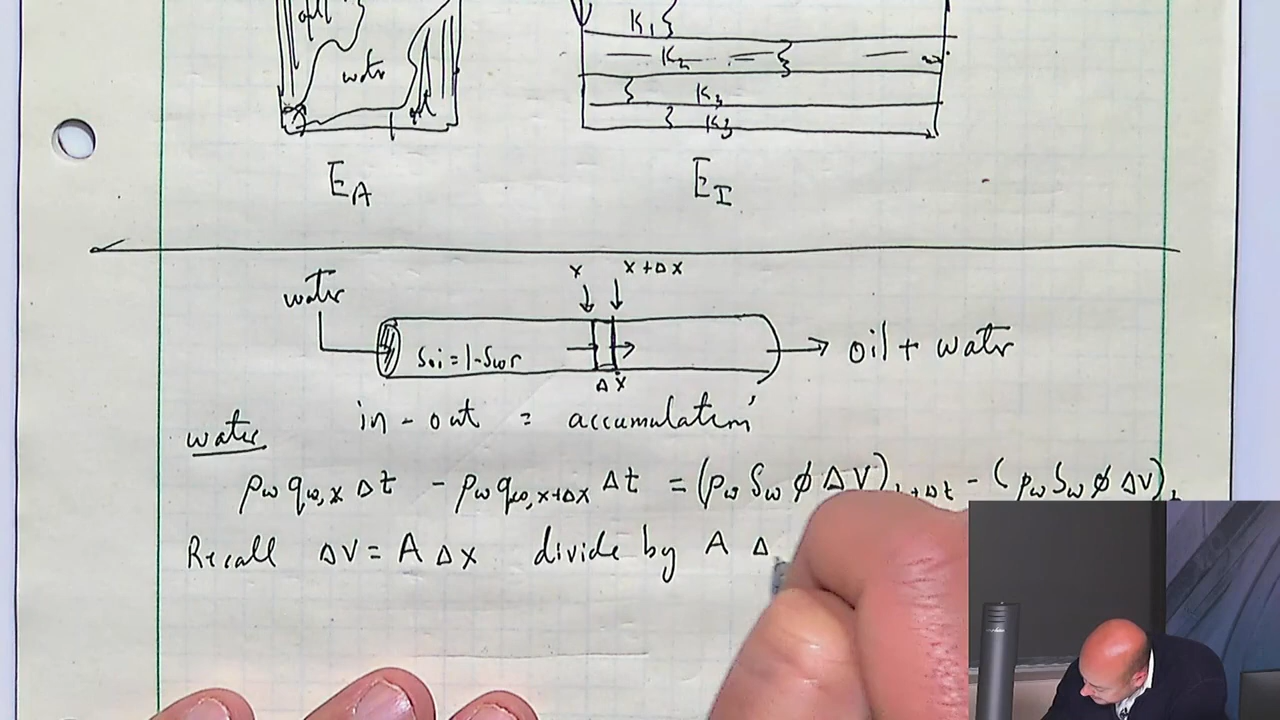 oil
water
oil
K₁
K₂
K₃
K₃
E_A
E_I
x
x+Δx
water
Soi = 1-Swr
oil + water
Δx
in - out = accumulation
water
ρw qw,x Δt - ρw qw,x+Δx Δt = (ρw Sw ϕ ΔV)t+Δt - (ρw Sw ϕ ΔV)t
Recall ΔV = A Δx divide by A Δ